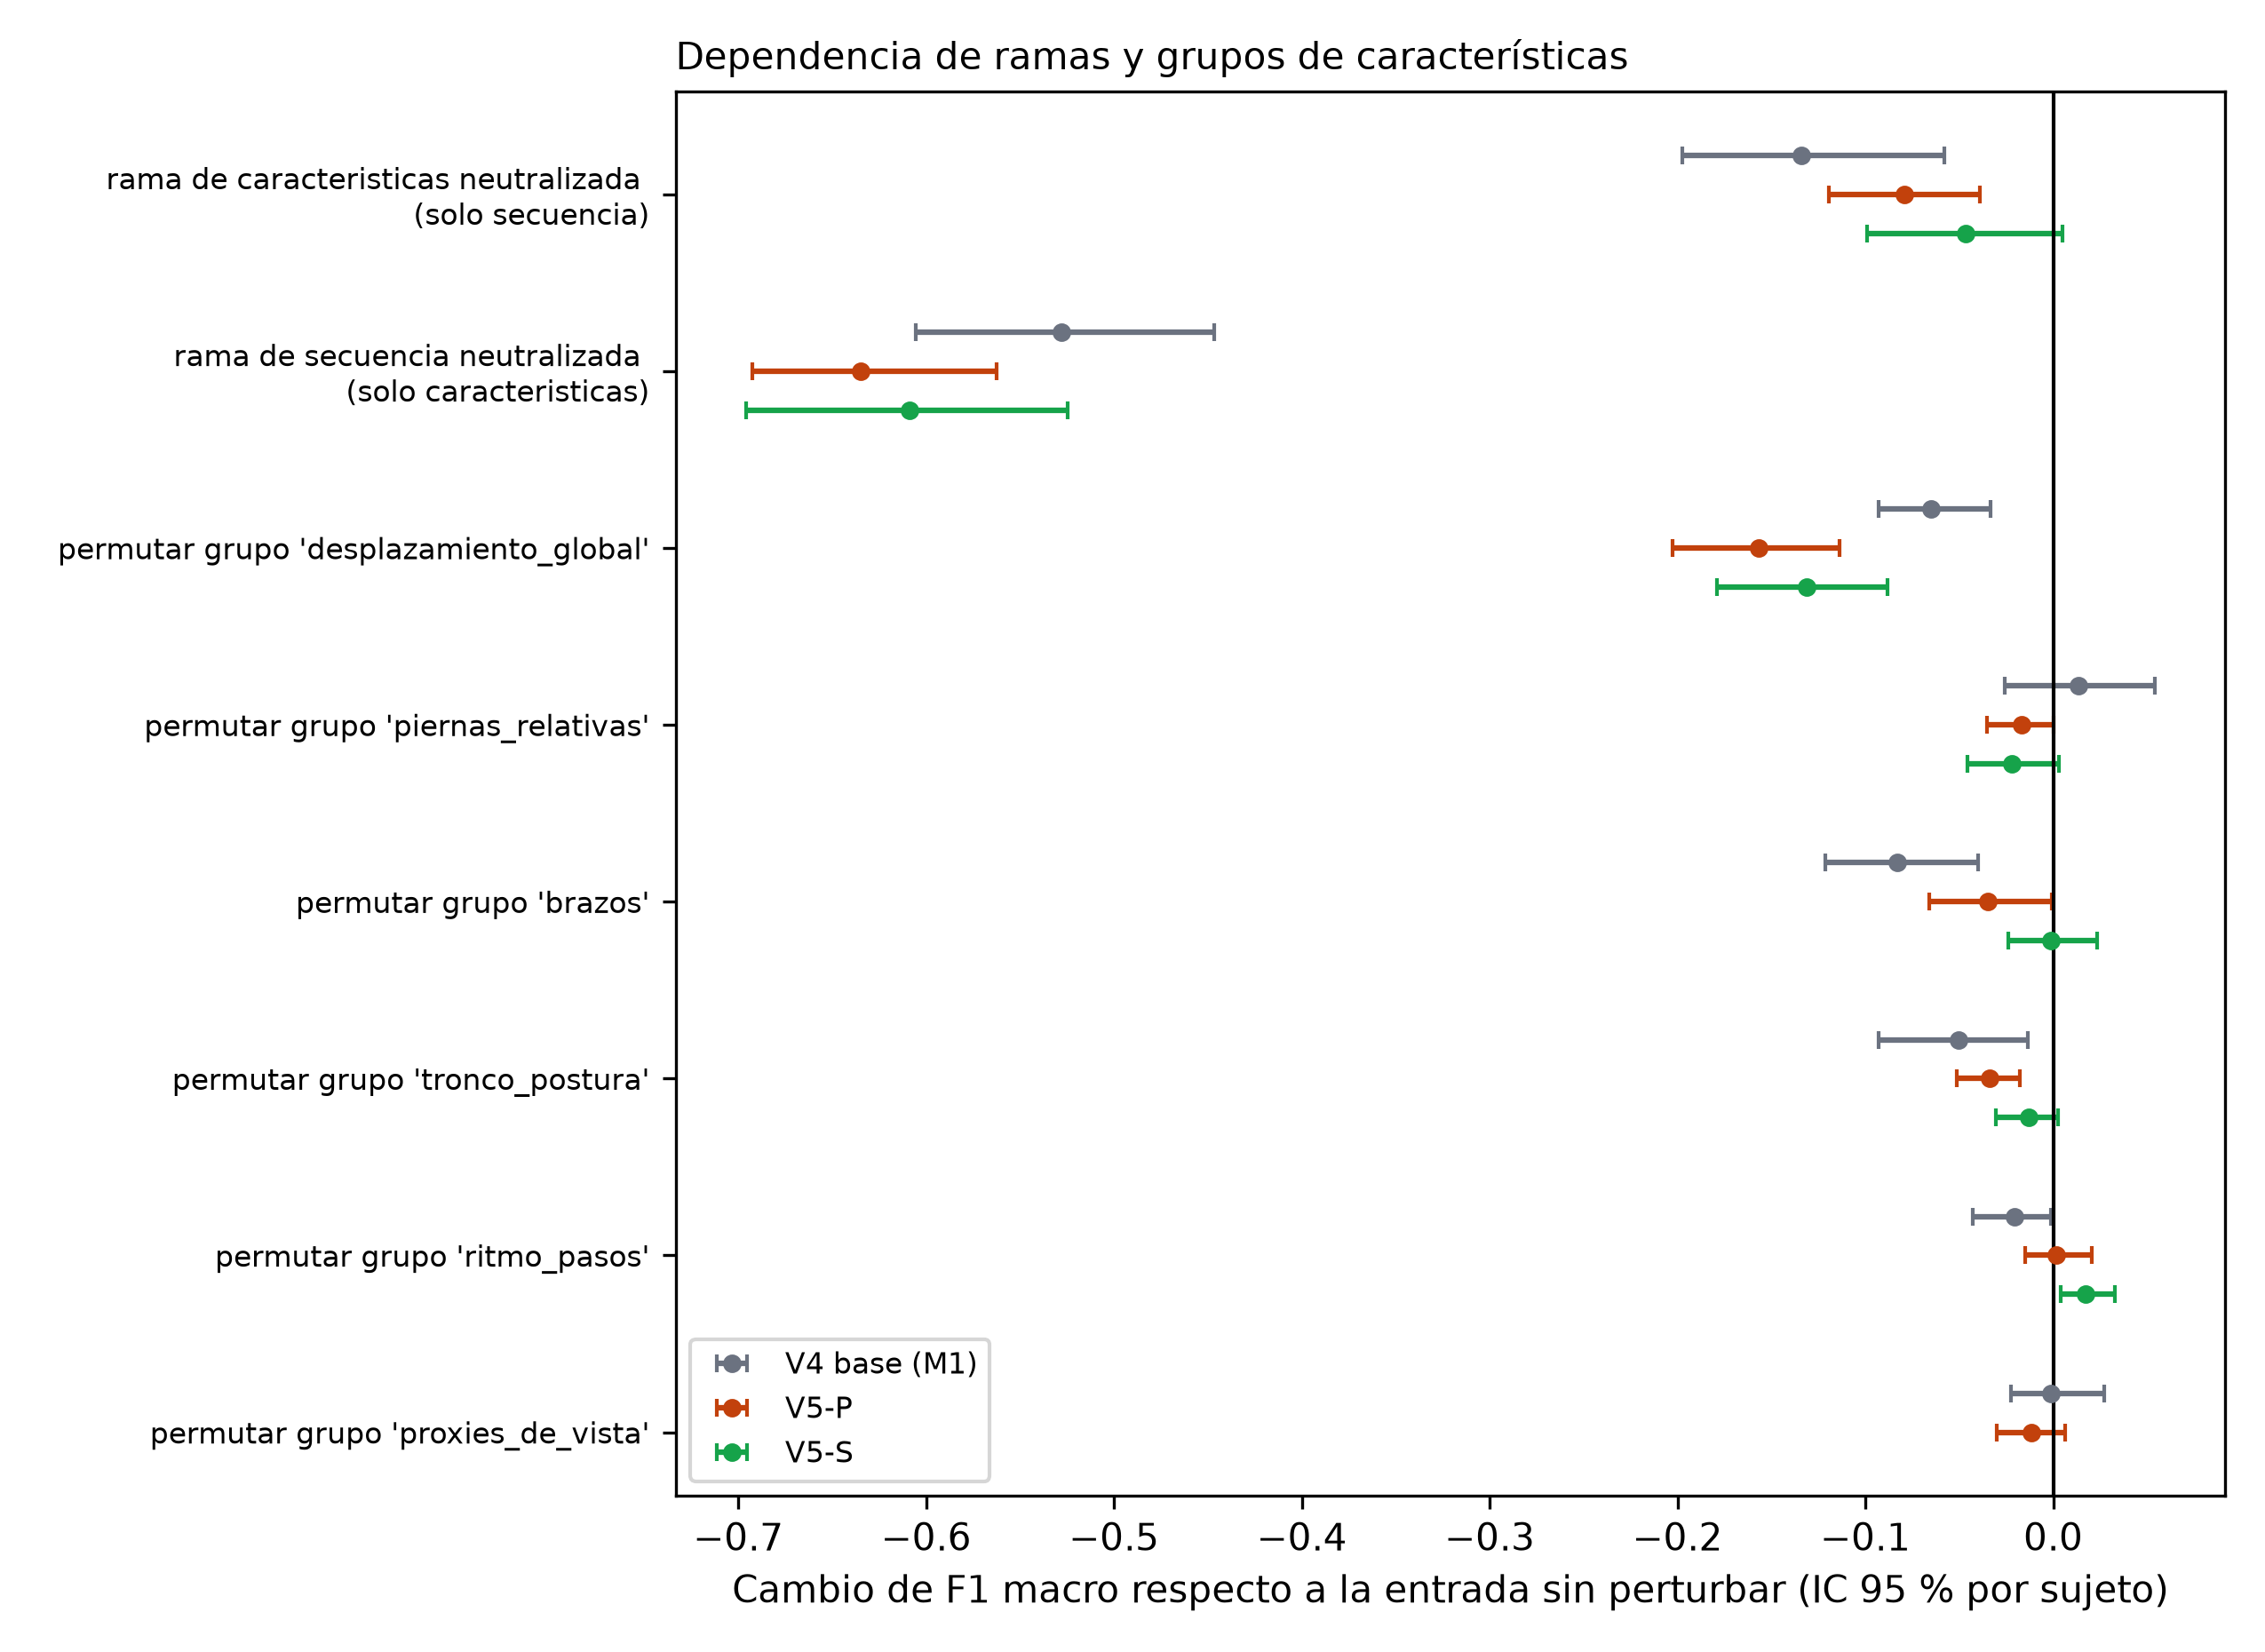 Dependencia de ramas y grupos de características
rama de caracteristicas neutralizada
(solo secuencia)
rama de secuencia neutralizada
(solo caracteristicas)
permutar grupo 'desplazamiento_global'
permutar grupo 'piernas_relativas'
permutar grupo 'brazos'
permutar grupo 'tronco_postura'
permutar grupo 'ritmo_pasos'
permutar grupo 'proxies_de_vista'
V4 base (M1)
V5-P
V5-S
−0.7 −0.6 −0.5 −0.4 −0.3 −0.2 −0.1 0.0
Cambio de F1 macro respecto a la entrada sin perturbar (IC 95 % por sujeto)